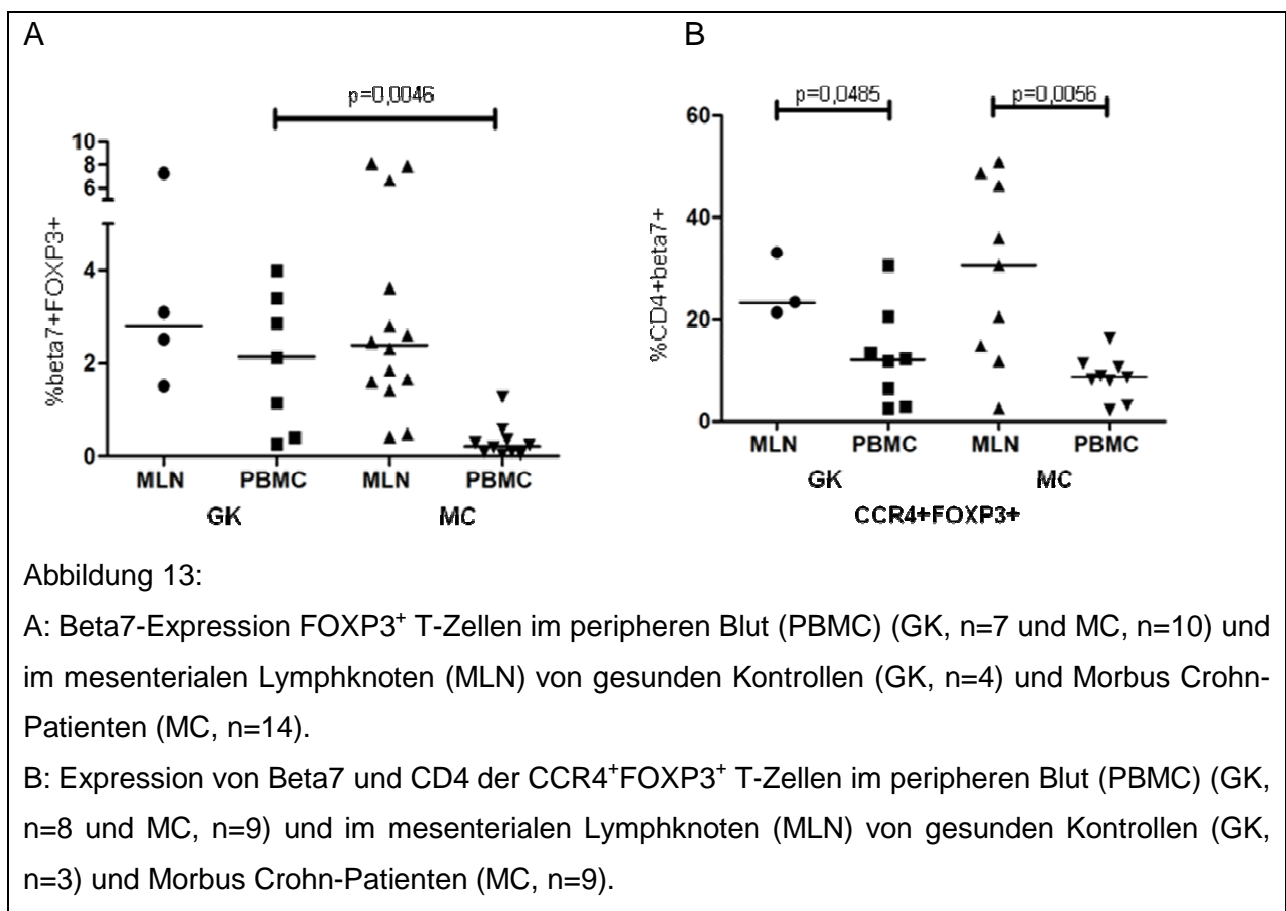 A
p=0,0046
10
8
6
4
2
0
%beta7+FOXP3+
MLN PBMC MLN PBMC
GK MC
B
p=0,0485 p=0,0056
60
40
20
0
%CD4+beta7+
MLN PBMC MLN PBMC
GK MC
CCR4+FOXP3+
Abbildung 13:
A: Beta7-Expression FOXP3⁺ T-Zellen im peripheren Blut (PBMC) (GK, n=7 und MC, n=10) und
im mesenterialen Lymphknoten (MLN) von gesunden Kontrollen (GK, n=4) und Morbus Crohn-
Patienten (MC, n=14).
B: Expression von Beta7 und CD4 der CCR4⁺FOXP3⁺ T-Zellen im peripheren Blut (PBMC) (GK,
n=8 und MC, n=9) und im mesenterialen Lymphknoten (MLN) von gesunden Kontrollen (GK,
n=3) und Morbus Crohn-Patienten (MC, n=9).